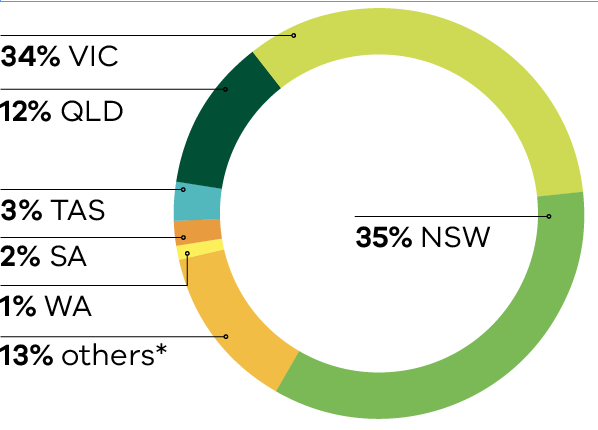 34% VIC
12% QLD
3% TAS
35% NSW
2% SA
1% WA
13% others*